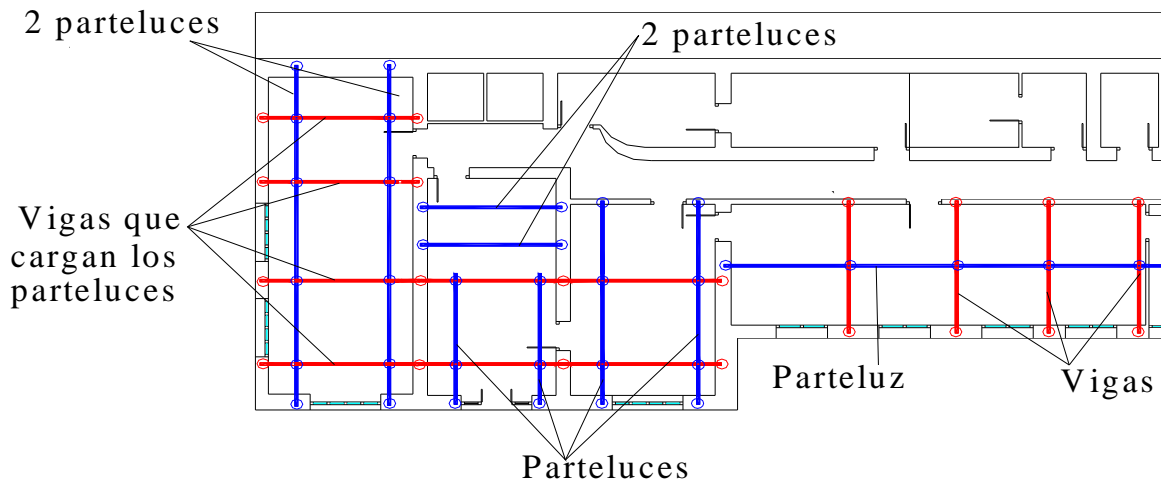 2 parteluces
2 parteluces
Vigas que
cargan los
parteluces
Parteluz
Vigas
Parteluces